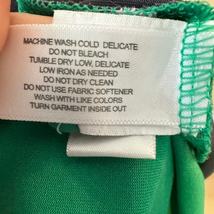 MACHINE WASH COLD DELICATE
DO NOT BLEACH
TUMBLE DRY LOW, DELICATE
LOW IRON AS NEEDED
DO NOT DRY CLEAN
DO NOT USE FABRIC SOFTENER
WASH WITH LIKE COLORS
TURN GARMENT INSIDE OUT